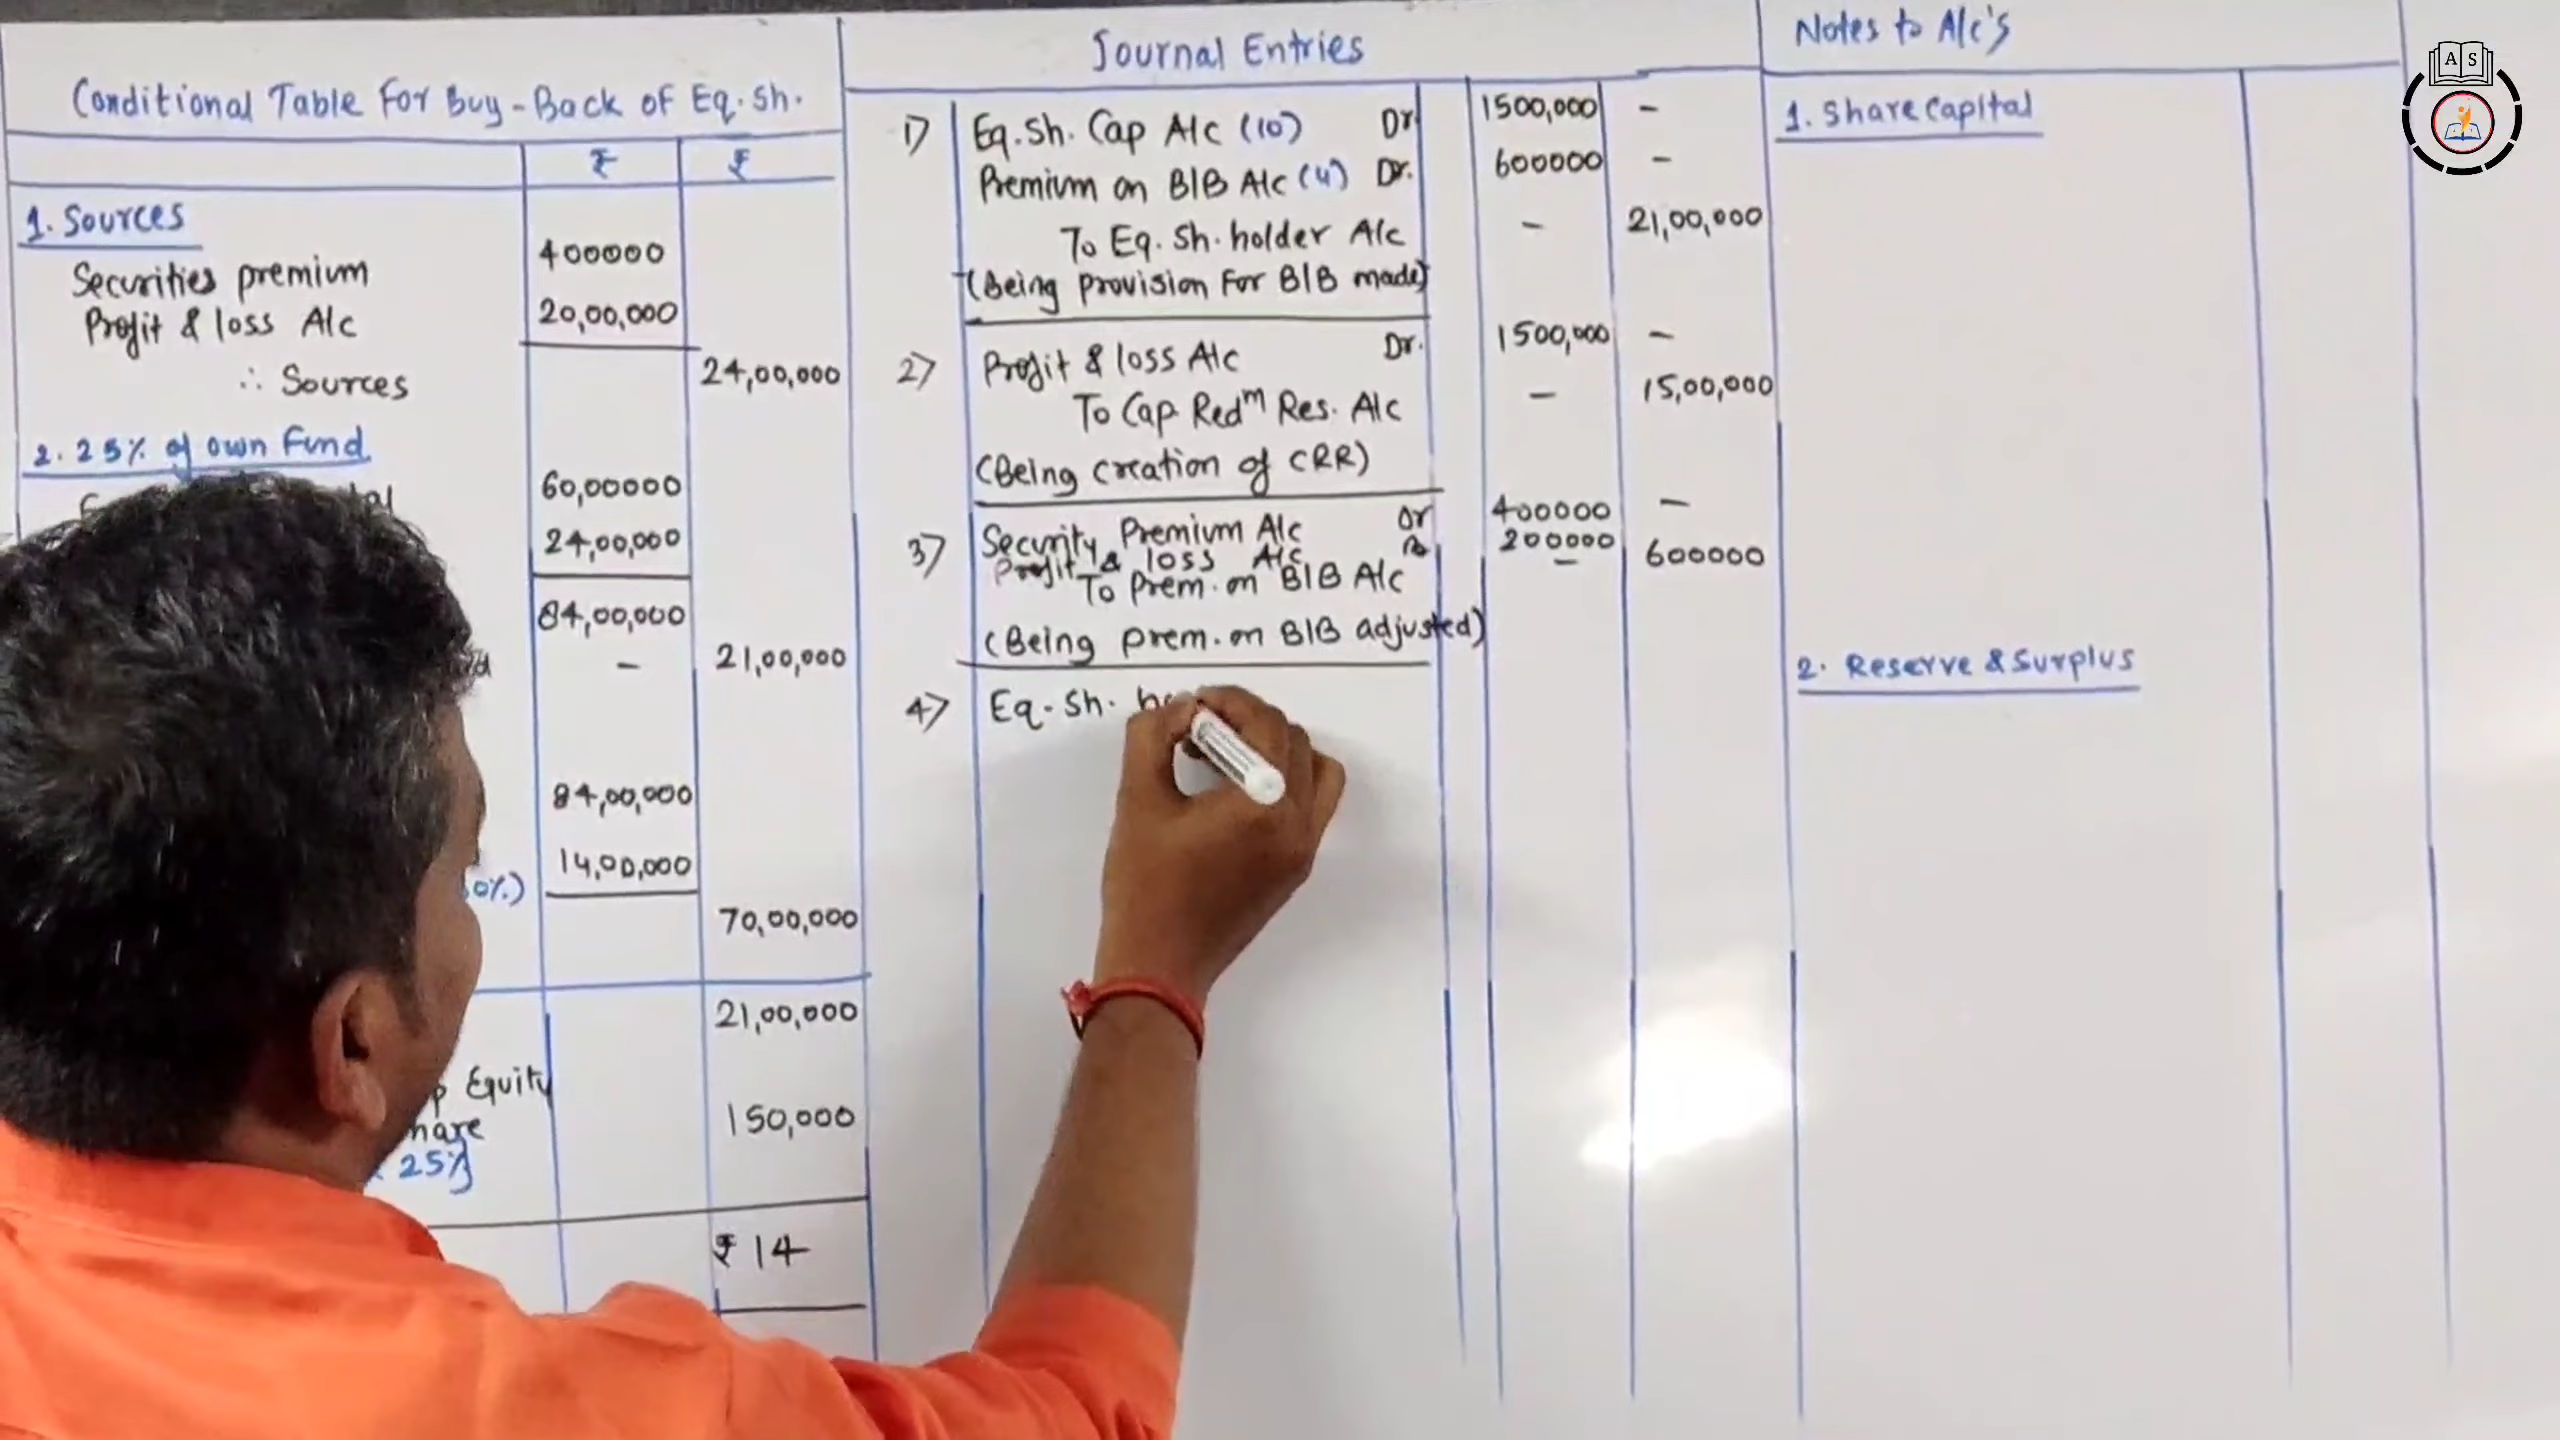 Conditional Table For Buy-Back of Eq. Sh.
₹ ₹
1. Sources
Securities premium 400000
Profit & loss A/c 20,00,000
∴ Sources 24,00,000
2. 25% of own Fund
60,00000
24,00,000
84,00,000
- 21,00,000
84,00,000
14,00,000
70,00,000
21,00,000
Equity
150,000
25%
₹ 14
Journal Entries
1) Eq. Sh. Cap A/c (10) Dr 1500,000 -
Premium on B/B A/c (4) Dr. 600000 -
To Eq. Sh. holder A/c - 21,00,000
(Being provision For B/B made)
2) Profit & loss A/c Dr. 1500,000 -
To Cap Redm Res. A/c - 15,00,000
(Being creation of CRR)
3) Security Premium A/c Dr 400000 -
Profit & loss A/c 200000
To Prem. on B/B A/c - 600000
(Being prem. on B/B adjusted)
4) Eq. Sh.
Notes to A/c's
1. Share Capital
2. Reserve & Surplus
A S